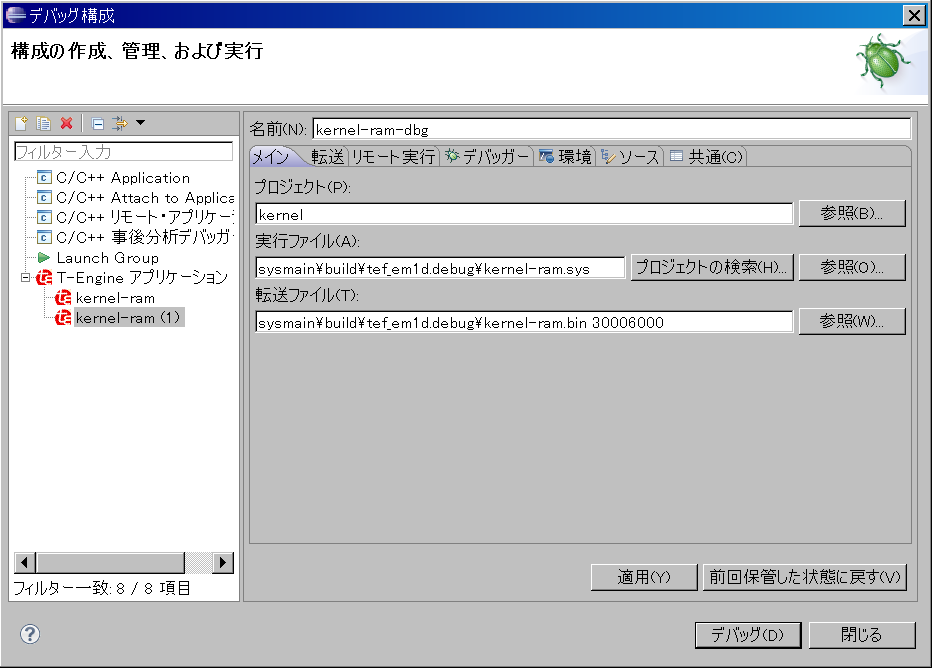 デバッグ構成
構成の作成、管理、および実行
フィルター入力
C/C++ Application
C/C++ Attach to Applica
C/C++ リモート・アプリケー
C/C++ 事後分析デバッガ
Launch Group
T-Engine アプリケーション
kernel-ram
kernel-ram (1)
フィルター一致: 8 / 8 項目
名前(N): kernel-ram-dbg
メイン 転送 リモート実行 デバッガー 環境 ソース 共通(C)
プロジェクト(P):
kernel 参照(B)...
実行ファイル(A):
sysmain¥build¥tef_em1d.debug¥kernel-ram.sys プロジェクトの検索(H)... 参照(O)...
転送ファイル(T):
sysmain¥build¥tef_em1d.debug¥kernel-ram.bin 30006000 参照(W)...
適用(Y) 前回保管した状態に戻す(V)
デバッグ(D) 閉じる